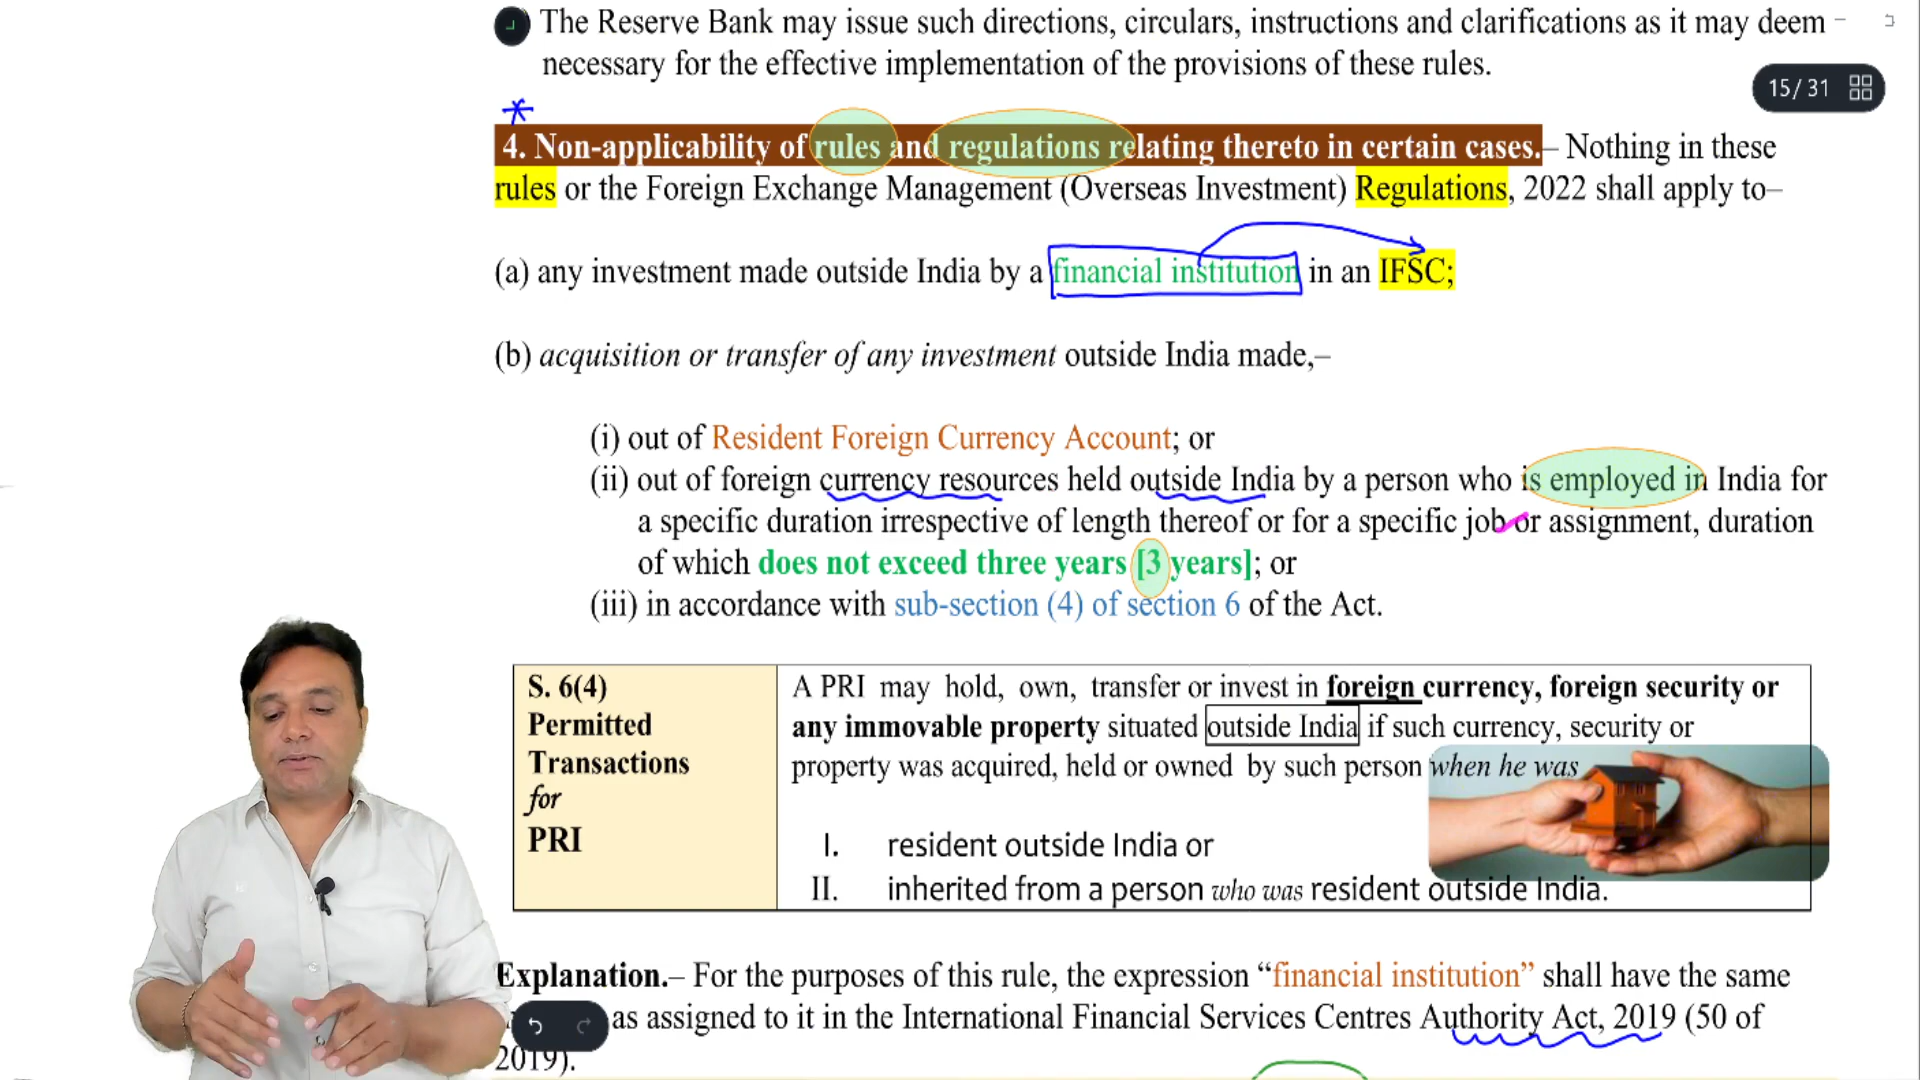 The Reserve Bank may issue such directions, circulars, instructions and clarifications as it may deem
necessary for the effective implementation of the provisions of these rules.
15/ 31
4. Non-applicability of rules and regulations relating thereto in certain cases.– Nothing in these
rules or the Foreign Exchange Management (Overseas Investment) Regulations, 2022 shall apply to–
(a) any investment made outside India by a financial institution in an IFSC;
(b) acquisition or transfer of any investment outside India made,–
(i) out of Resident Foreign Currency Account; or
(ii) out of foreign currency resources held outside India by a person who is employed in India for
a specific duration irrespective of length thereof or for a specific job or assignment, duration
of which does not exceed three years [3 years]; or
(iii) in accordance with sub-section (4) of section 6 of the Act.
S. 6(4)
Permitted
Transactions
for
PRI
A PRI may hold, own, transfer or invest in foreign currency, foreign security or
any immovable property situated outside India if such currency, security or
property was acquired, held or owned by such person when he was
I. resident outside India or
II. inherited from a person who was resident outside India.
Explanation.– For the purposes of this rule, the expression “financial institution” shall have the same
as assigned to it in the International Financial Services Centres Authority Act, 2019 (50 of
2019).